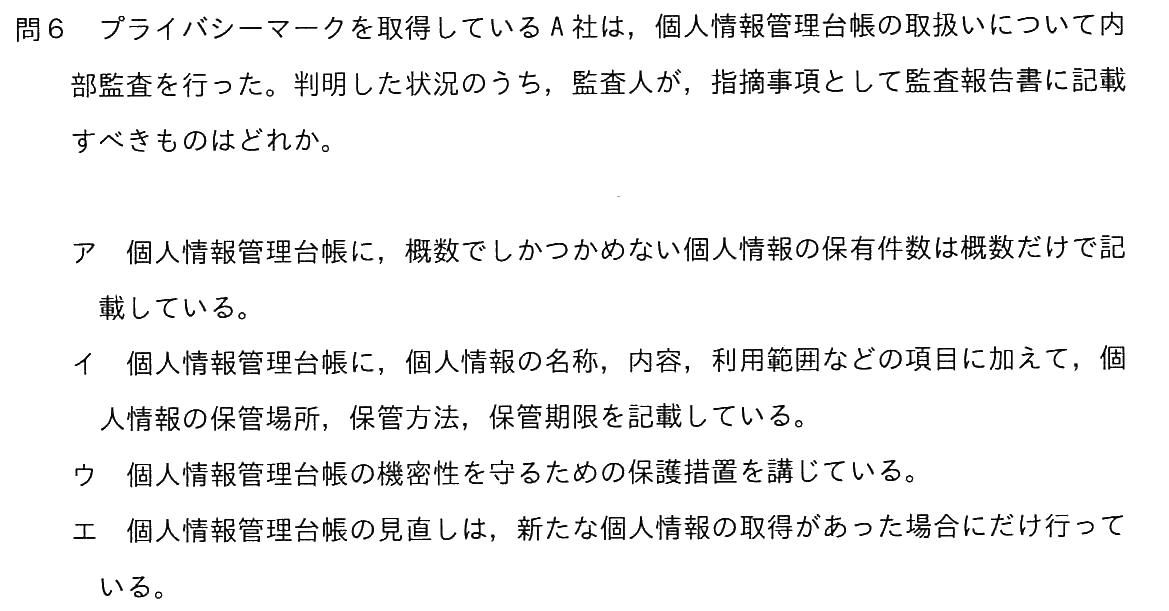 問6　プライバシーマークを取得しているA社は，個人情報管理台帳の取扱いについて内
部監査を行った。判明した状況のうち，監査人が，指摘事項として監査報告書に記載
すべきものはどれか。
ア　個人情報管理台帳に，概数でしかつかめない個人情報の保有件数は概数だけで記
載している。
イ　個人情報管理台帳に，個人情報の名称，内容，利用範囲などの項目に加えて，個
人情報の保管場所，保管方法，保管期限を記載している。
ウ　個人情報管理台帳の機密性を守るための保護措置を講じている。
エ　個人情報管理台帳の見直しは，新たな個人情報の取得があった場合にだけ行って
いる。